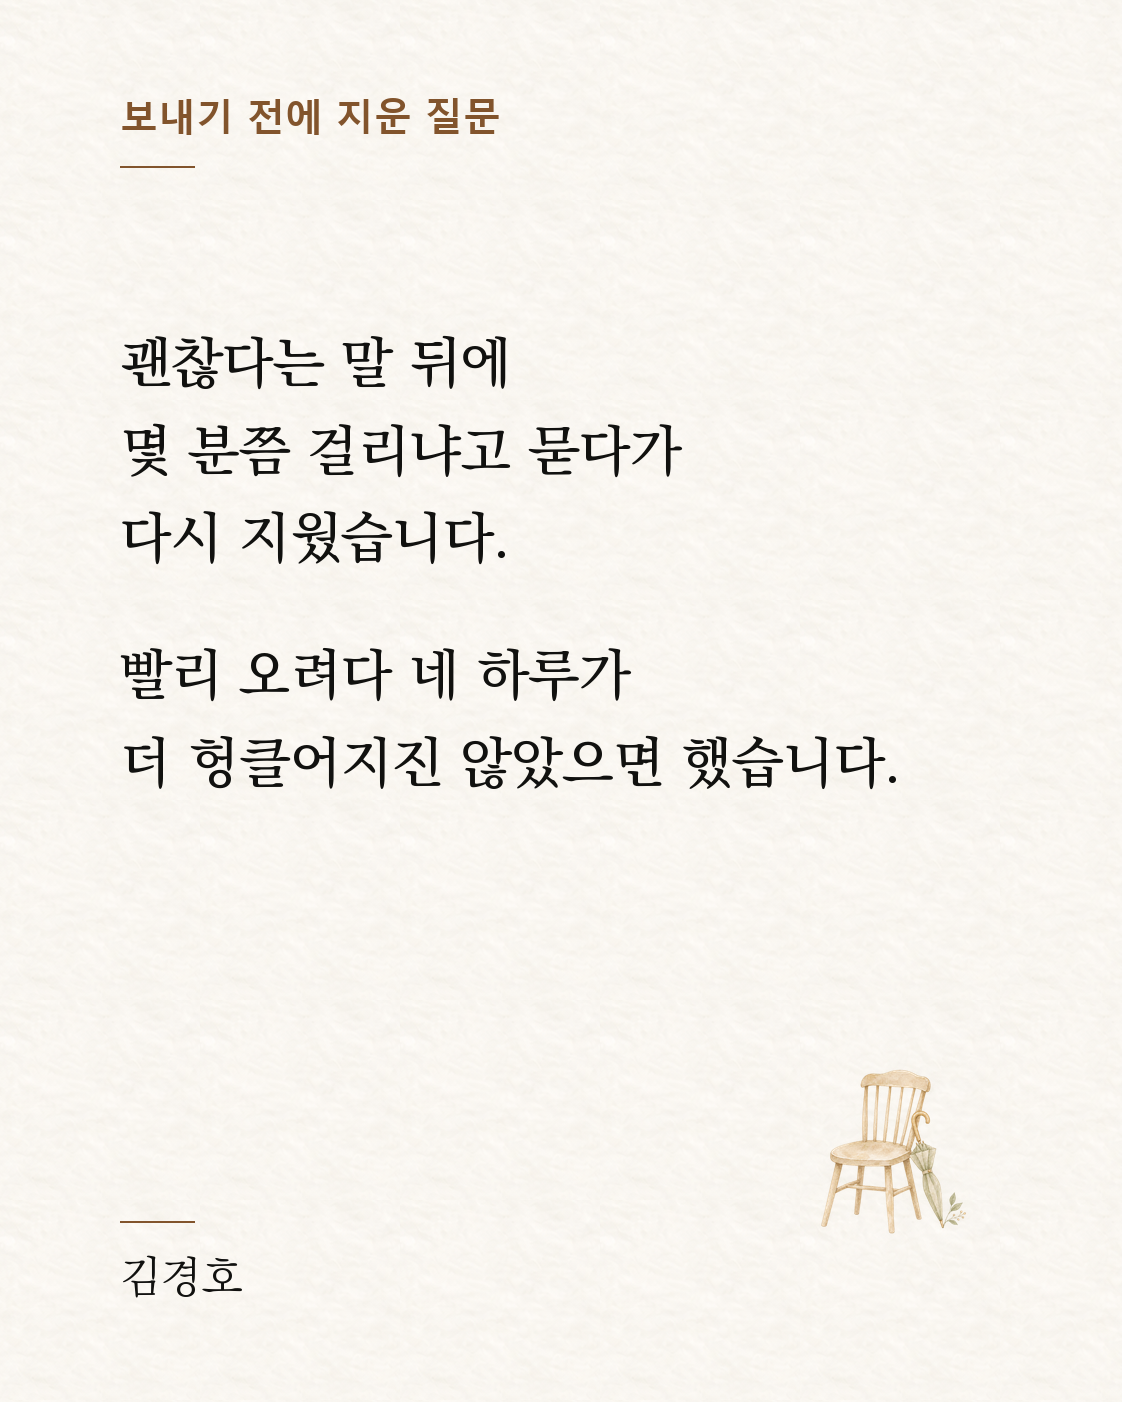 보내기 전에 지운 질문
괜찮다는 말 뒤에
몇 분쯤 걸리냐고 묻다가
다시 지웠습니다.
빨리 오려다 네 하루가
더 헝클어지진 않았으면 했습니다.
김경호